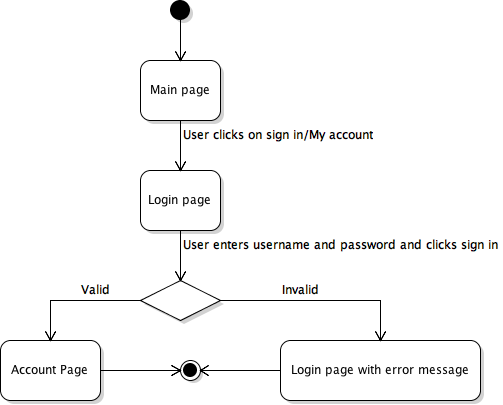 Main page
User clicks on sign in/My account
Login page
User enters username and password and clicks sign in
Valid
Invalid
Account Page
Login page with error message